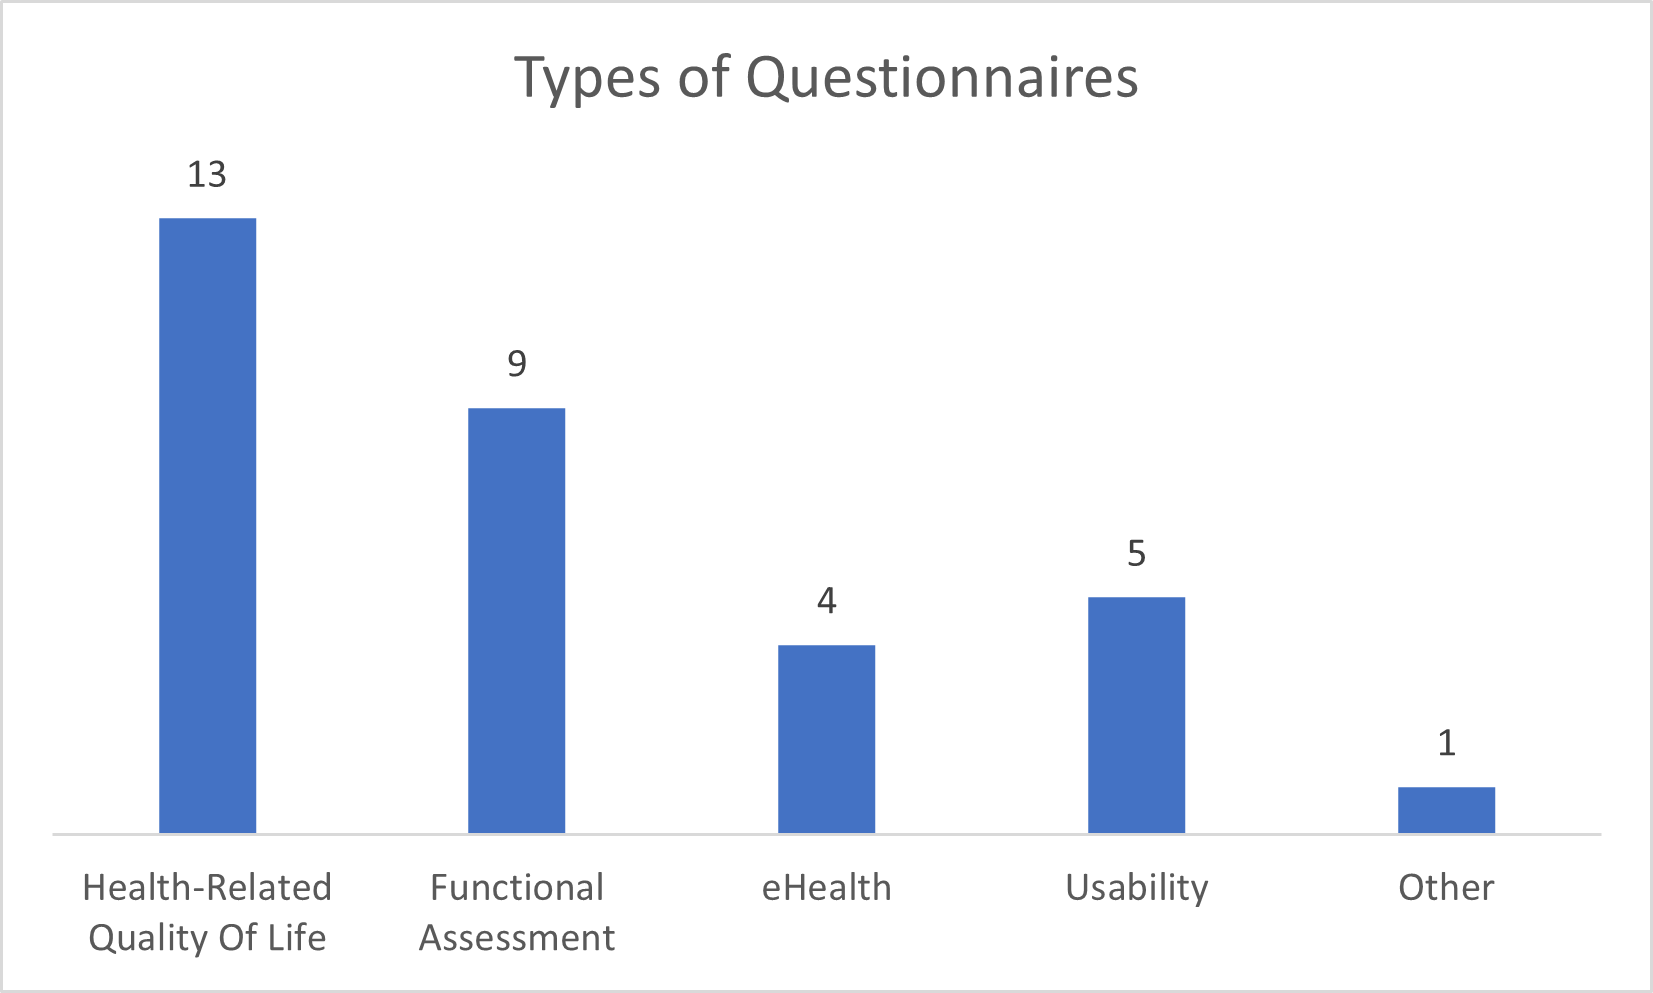 Types of Questionnaires
13
9
4
5
1
Health-Related
Quality Of Life
Functional
Assessment
eHealth
Usability
Other